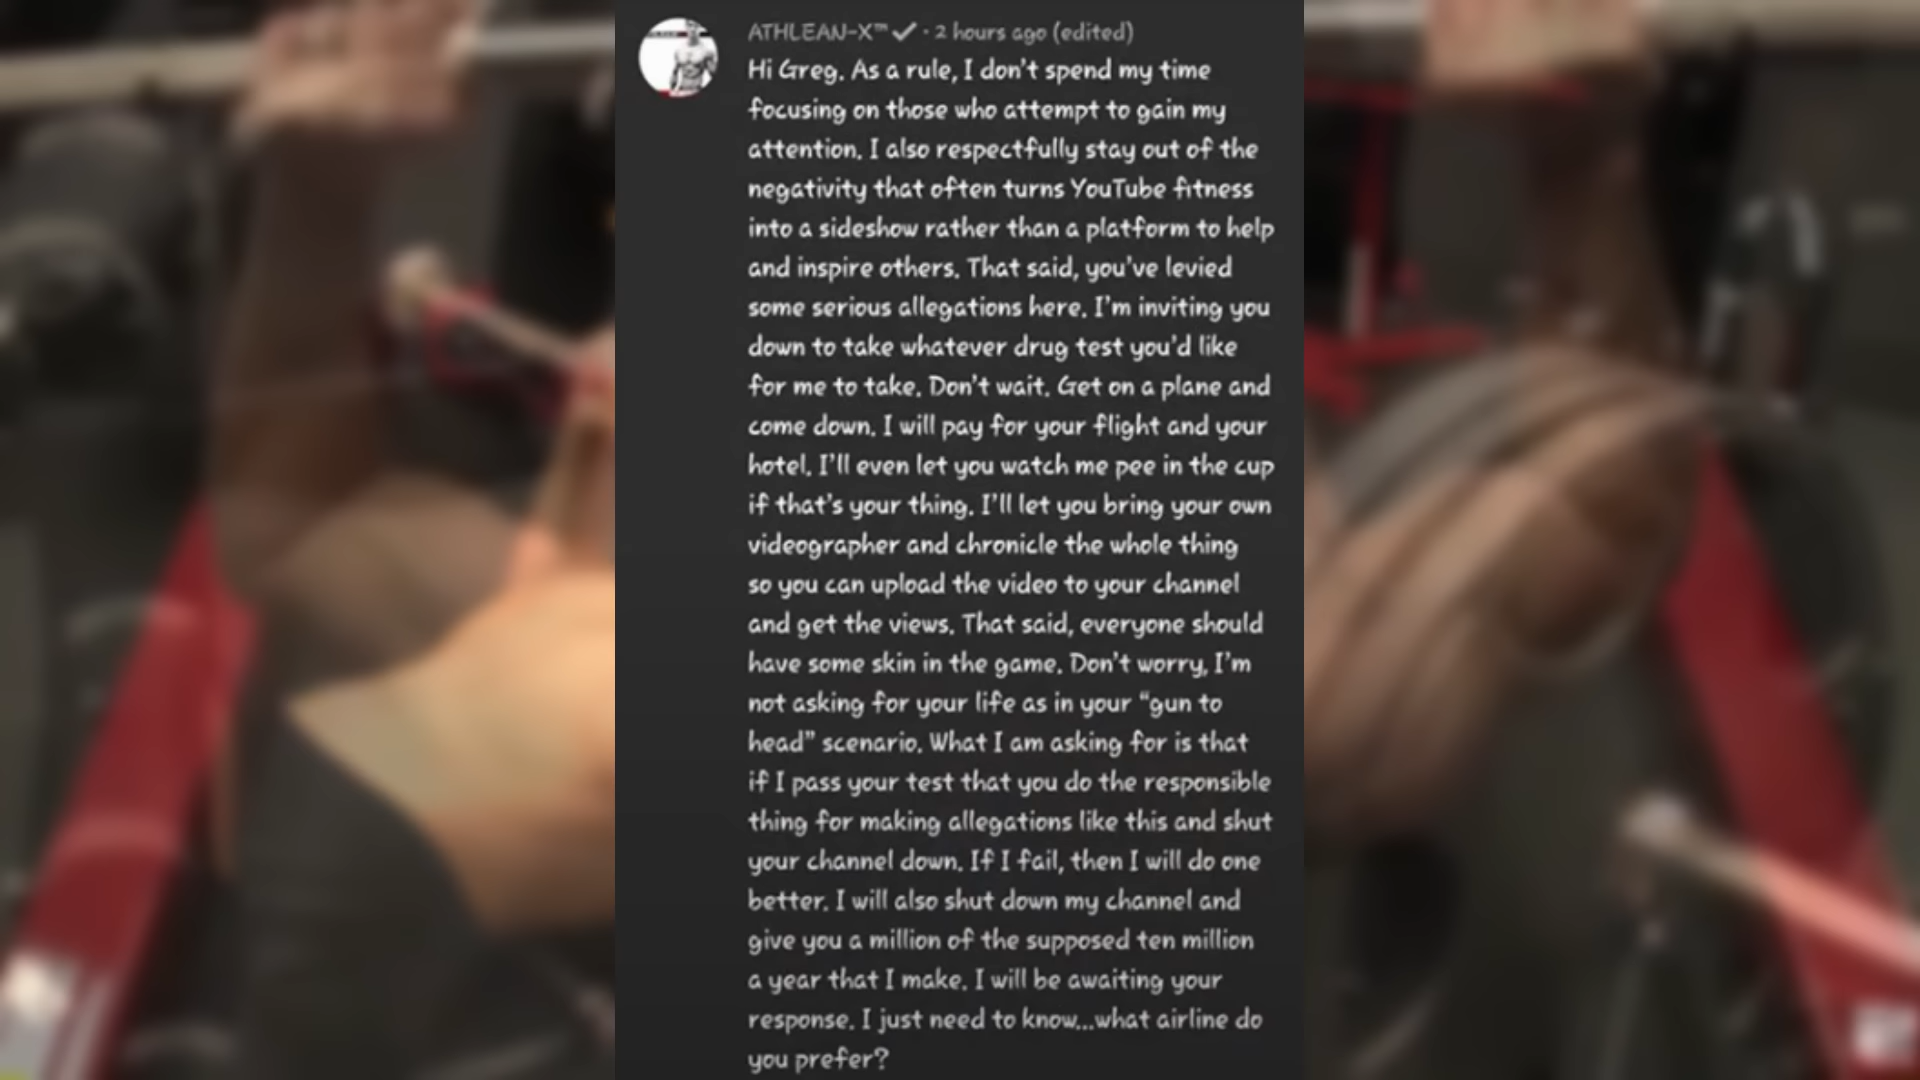 ATHLEAN-X™ ✔ · 2 hours ago (edited)
Hi Greg. As a rule, I don't spend my time
focusing on those who attempt to gain my
attention. I also respectfully stay out of the
negativity that often turns YouTube fitness
into a sideshow rather than a platform to help
and inspire others. That said, you've levied
some serious allegations here. I'm inviting you
down to take whatever drug test you'd like
for me to take. Don't wait. Get on a plane and
come down. I will pay for your flight and your
hotel. I'll even let you watch me pee in the cup
if that's your thing. I'll let you bring your own
videographer and chronicle the whole thing
so you can upload the video to your channel
and get the views. That said, everyone should
have some skin in the game. Don't worry, I'm
not asking for your life as in your “gun to
head” scenario. What I am asking for is that
if I pass your test that you do the responsible
thing for making allegations like this and shut
your channel down. If I fail, then I will do one
better. I will also shut down my channel and
give you a million of the supposed ten million
a year that I make. I will be awaiting your
response. I just need to know...what airline do
you prefer?